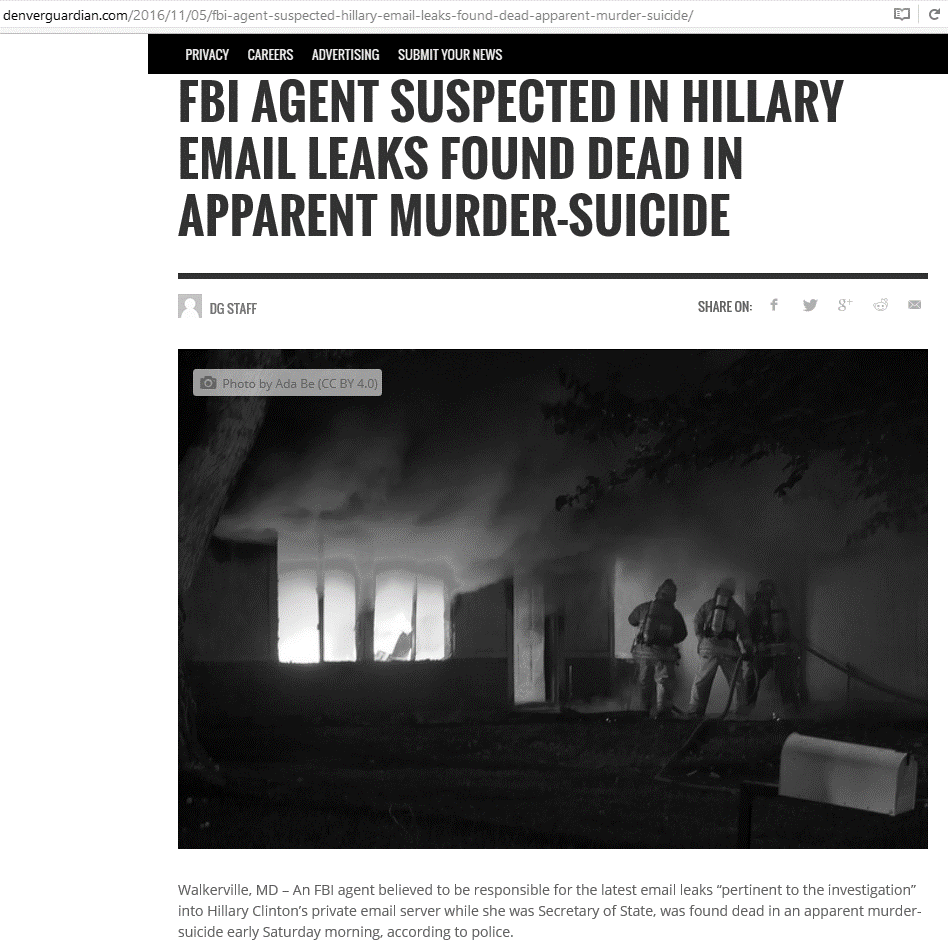 denverguardian.com/2016/11/05/fbi-agent-suspected-hillary-email-leaks-found-dead-apparent-murder-suicide/
PRIVACY CAREERS ADVERTISING SUBMIT YOUR NEWS
FBI AGENT SUSPECTED IN HILLARY
EMAIL LEAKS FOUND DEAD IN
APPARENT MURDER-SUICIDE
DG STAFF SHARE ON:
Photo by Ada Be (CC BY 4.0)
Walkerville, MD – An FBI agent believed to be responsible for the latest email leaks “pertinent to the investigation”
into Hillary Clinton’s private email server while she was Secretary of State, was found dead in an apparent murder-
suicide early Saturday morning, according to police.